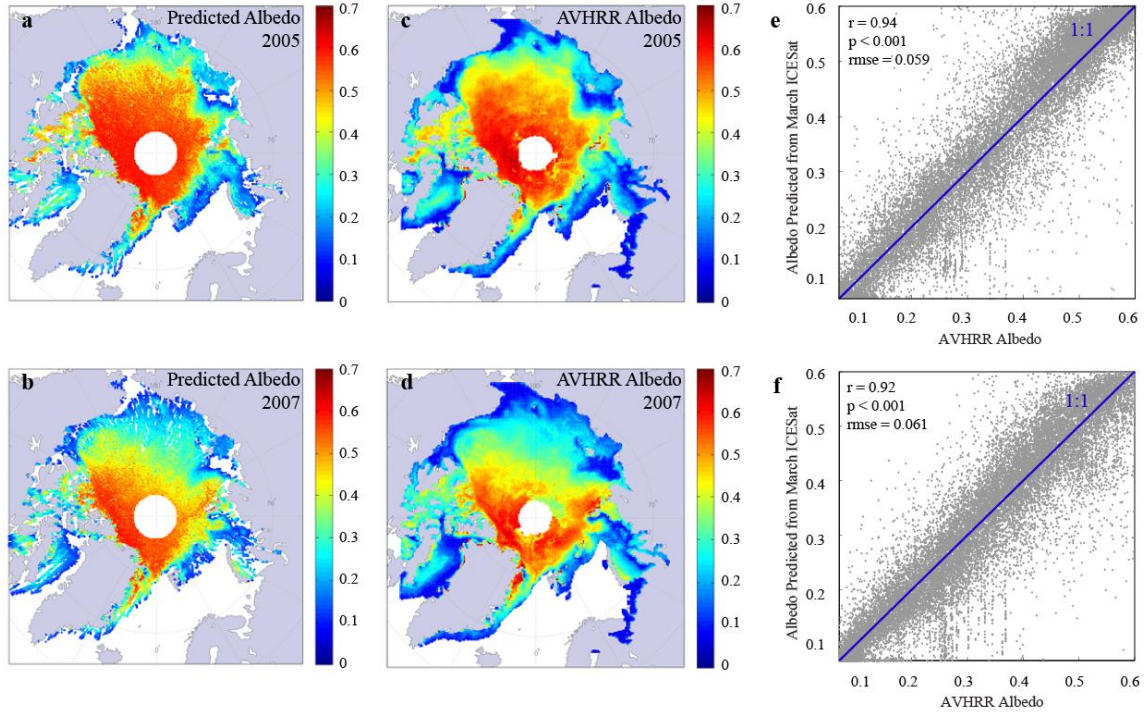 a
Predicted Albedo
2005
0.7
0.6
0.5
0.4
0.3
0.2
0.1
0
c
AVHRR Albedo
2005
0.7
0.6
0.5
0.4
0.3
0.2
0.1
0
e
r = 0.94
p < 0.001
rmse = 0.059
1:1
Albedo Predicted from March ICESat
0.6
0.5
0.4
0.3
0.2
0.1
0.1 0.2 0.3 0.4 0.5 0.6
AVHRR Albedo
b
Predicted Albedo
2007
0.7
0.6
0.5
0.4
0.3
0.2
0.1
0
d
AVHRR Albedo
2007
0.7
0.6
0.5
0.4
0.3
0.2
0.1
0
f
r = 0.92
p < 0.001
rmse = 0.061
1:1
Albedo Predicted from March ICESat
0.6
0.5
0.4
0.3
0.2
0.1
0.1 0.2 0.3 0.4 0.5 0.6
AVHRR Albedo